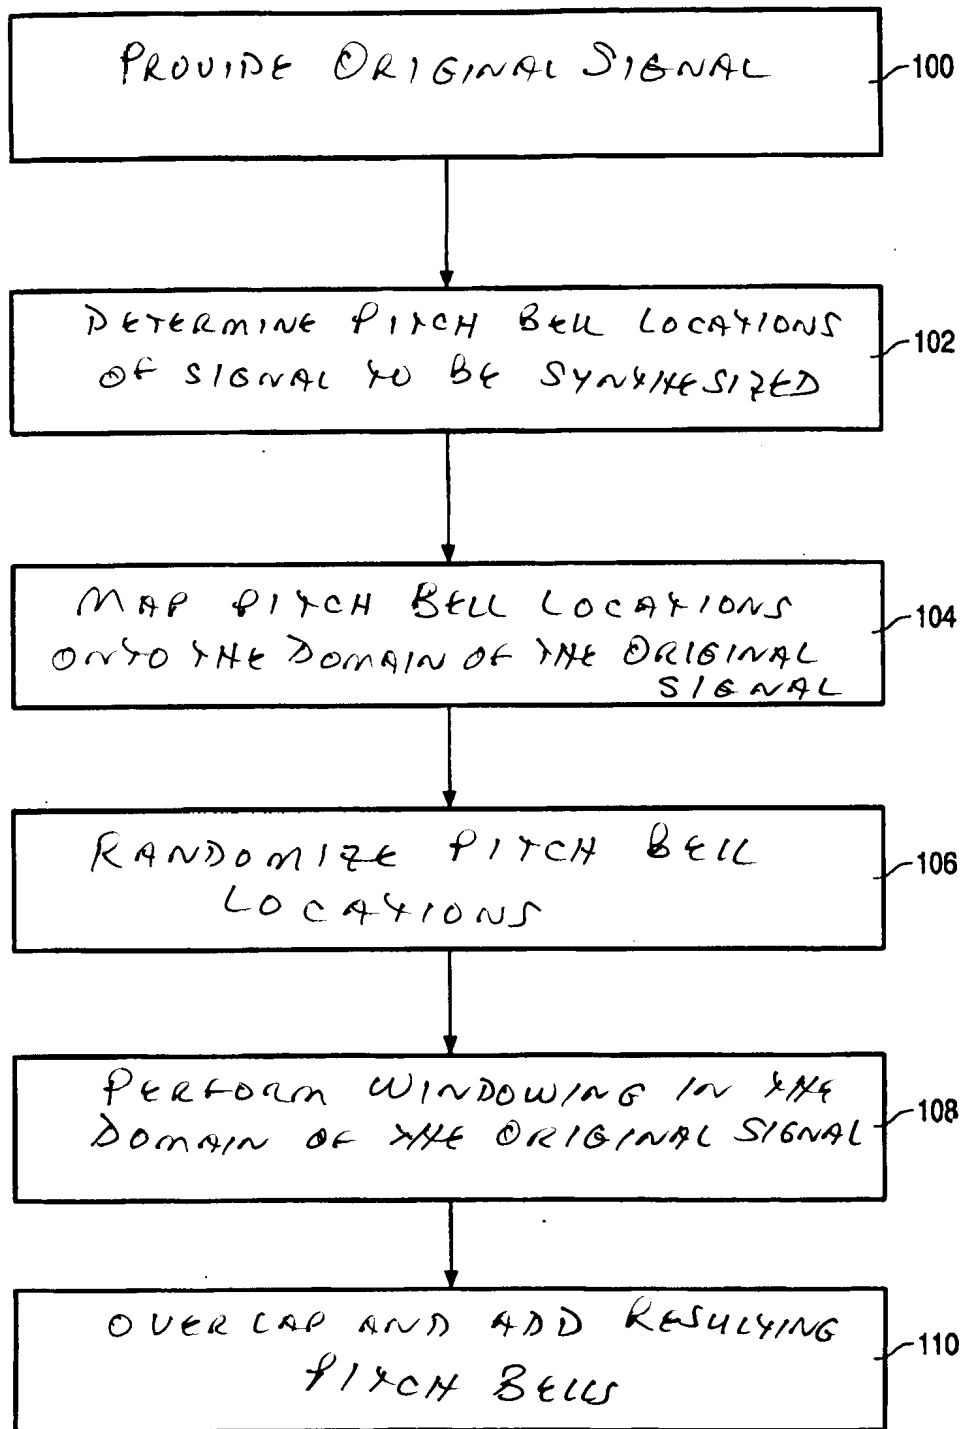 PROVIDE ORIGINAL SIGNAL
100
DETERMINE PITCH BELL LOCATIONS
OF SIGNAL TO BE SYNTHESIZED
102
MAP PITCH BELL LOCATIONS
ONTO THE DOMAIN OF THE ORIGINAL
SIGNAL
104
RANDOMIZE PITCH BELL
LOCATIONS
106
PERFORM WINDOWING IN THE
DOMAIN OF THE ORIGINAL SIGNAL
108
OVERLAP AND ADD RESULTING
PITCH BELLS
110